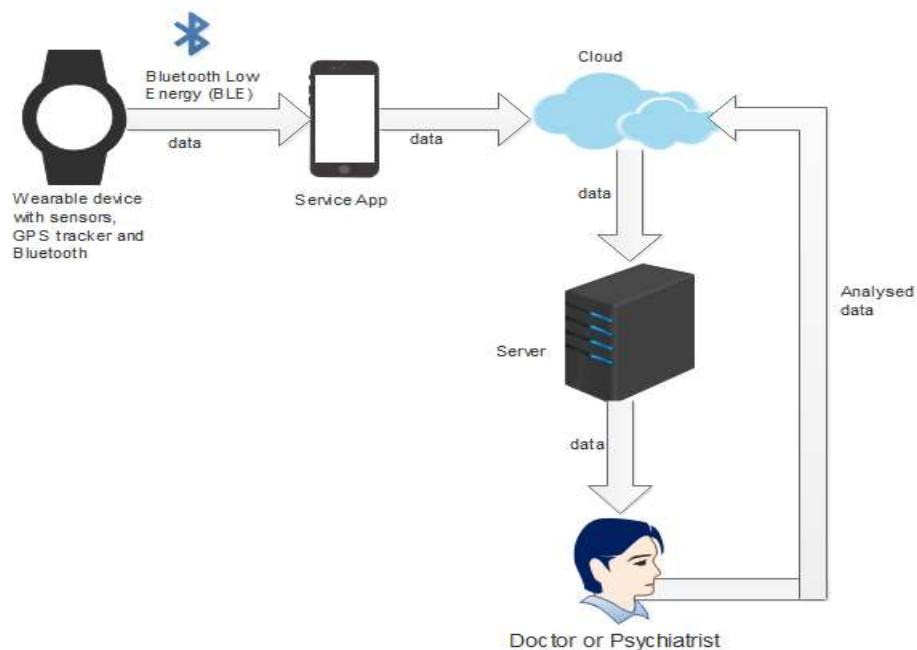 Bluetooth Low
Energy (BLE)
data
Wearable device
with sensors,
GPS tracker and
Bluetooth
data
Service App
Cloud
data
Server
data
Analysed
data
Doctor or Psychiatrist